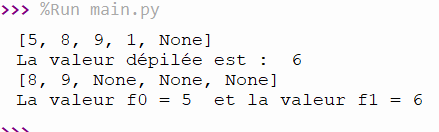 >>> %Run main.py
[5, 8, 9, 1, None]
La valeur dépilée est :  6
[8, 9, None, None, None]
La valeur f0 = 5  et la valeur f1 = 6
>>>